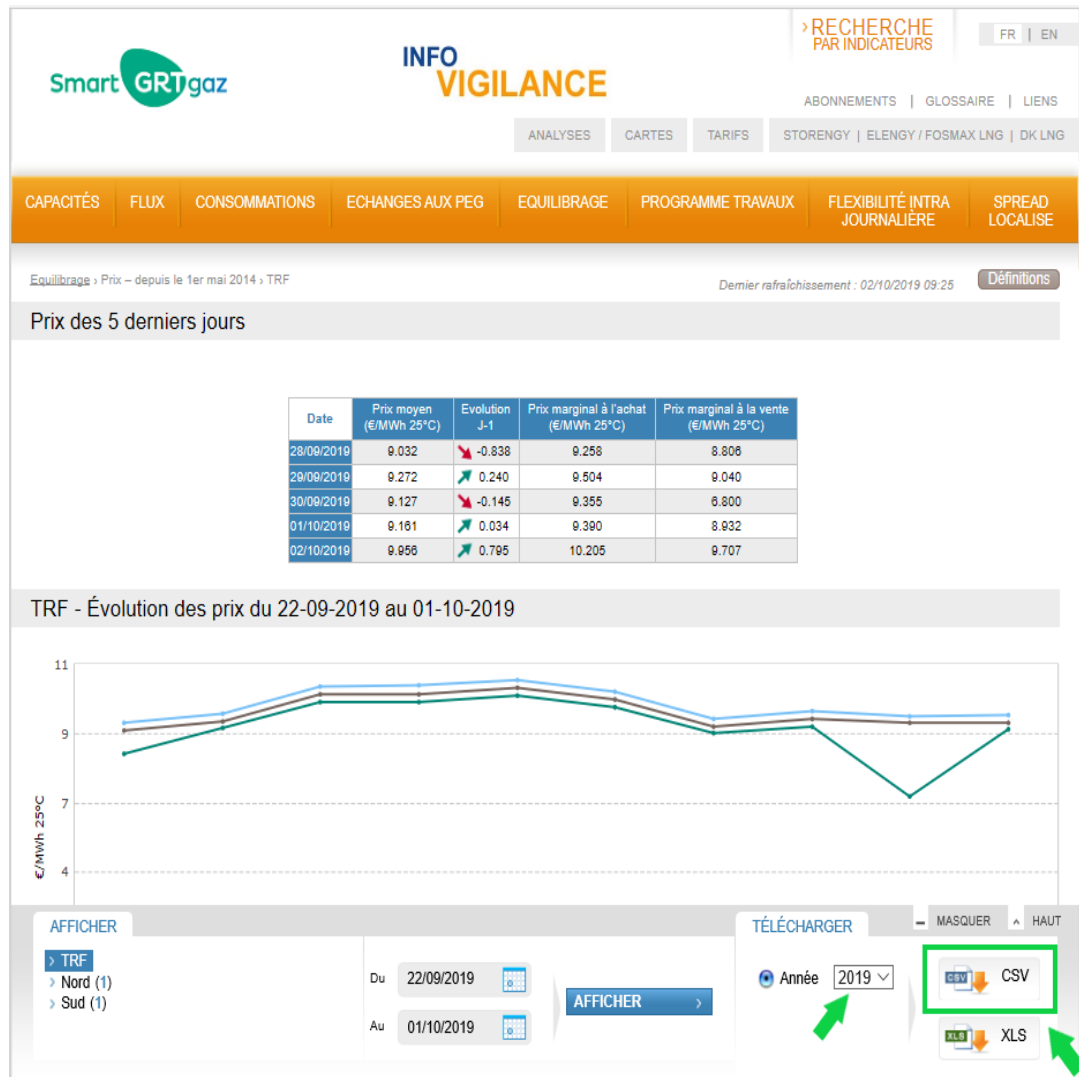 RECHERCHE
PAR INDICATEURS
FR | EN
Smart GRTgaz
INFO
VIGILANCE
ABONNEMENTS | GLOSSAIRE | LIENS
ANALYSES CARTES TARIFS STORENGY | ELENGY / FOSMAX LNG | DK LNG
CAPACITÉS FLUX CONSOMMATIONS ECHANGES AUX PEG EQUILIBRAGE PROGRAMME TRAVAUX FLEXIBILITÉ INTRA JOURNALIÈRE SPREAD LOCALISE
Equilibrage › Prix – depuis le 1er mai 2014 › TRF
Dernier rafraîchissement : 02/10/2019 09:25
Définitions
Prix des 5 derniers jours
Date Prix moyen (€/MWh 25°C) Evolution J-1 Prix marginal à l'achat (€/MWh 25°C) Prix marginal à la vente (€/MWh 25°C)
28/09/2019 9.032 -0.838 9.258 8.806
29/09/2019 9.272 0.240 9.504 9.040
30/09/2019 9.127 -0.145 9.355 6.800
01/10/2019 9.161 0.034 9.390 8.932
02/10/2019 9.956 0.795 10.205 9.707
TRF - Évolution des prix du 22-09-2019 au 01-10-2019
11
9
7
4
€/MWh 25°C
AFFICHER
› TRF
› Nord (1)
› Sud (1)
Du 22/09/2019
Au 01/10/2019
AFFICHER ›
TÉLÉCHARGER
MASQUER
HAUT
Année 2019
CSV CSV
XLS XLS